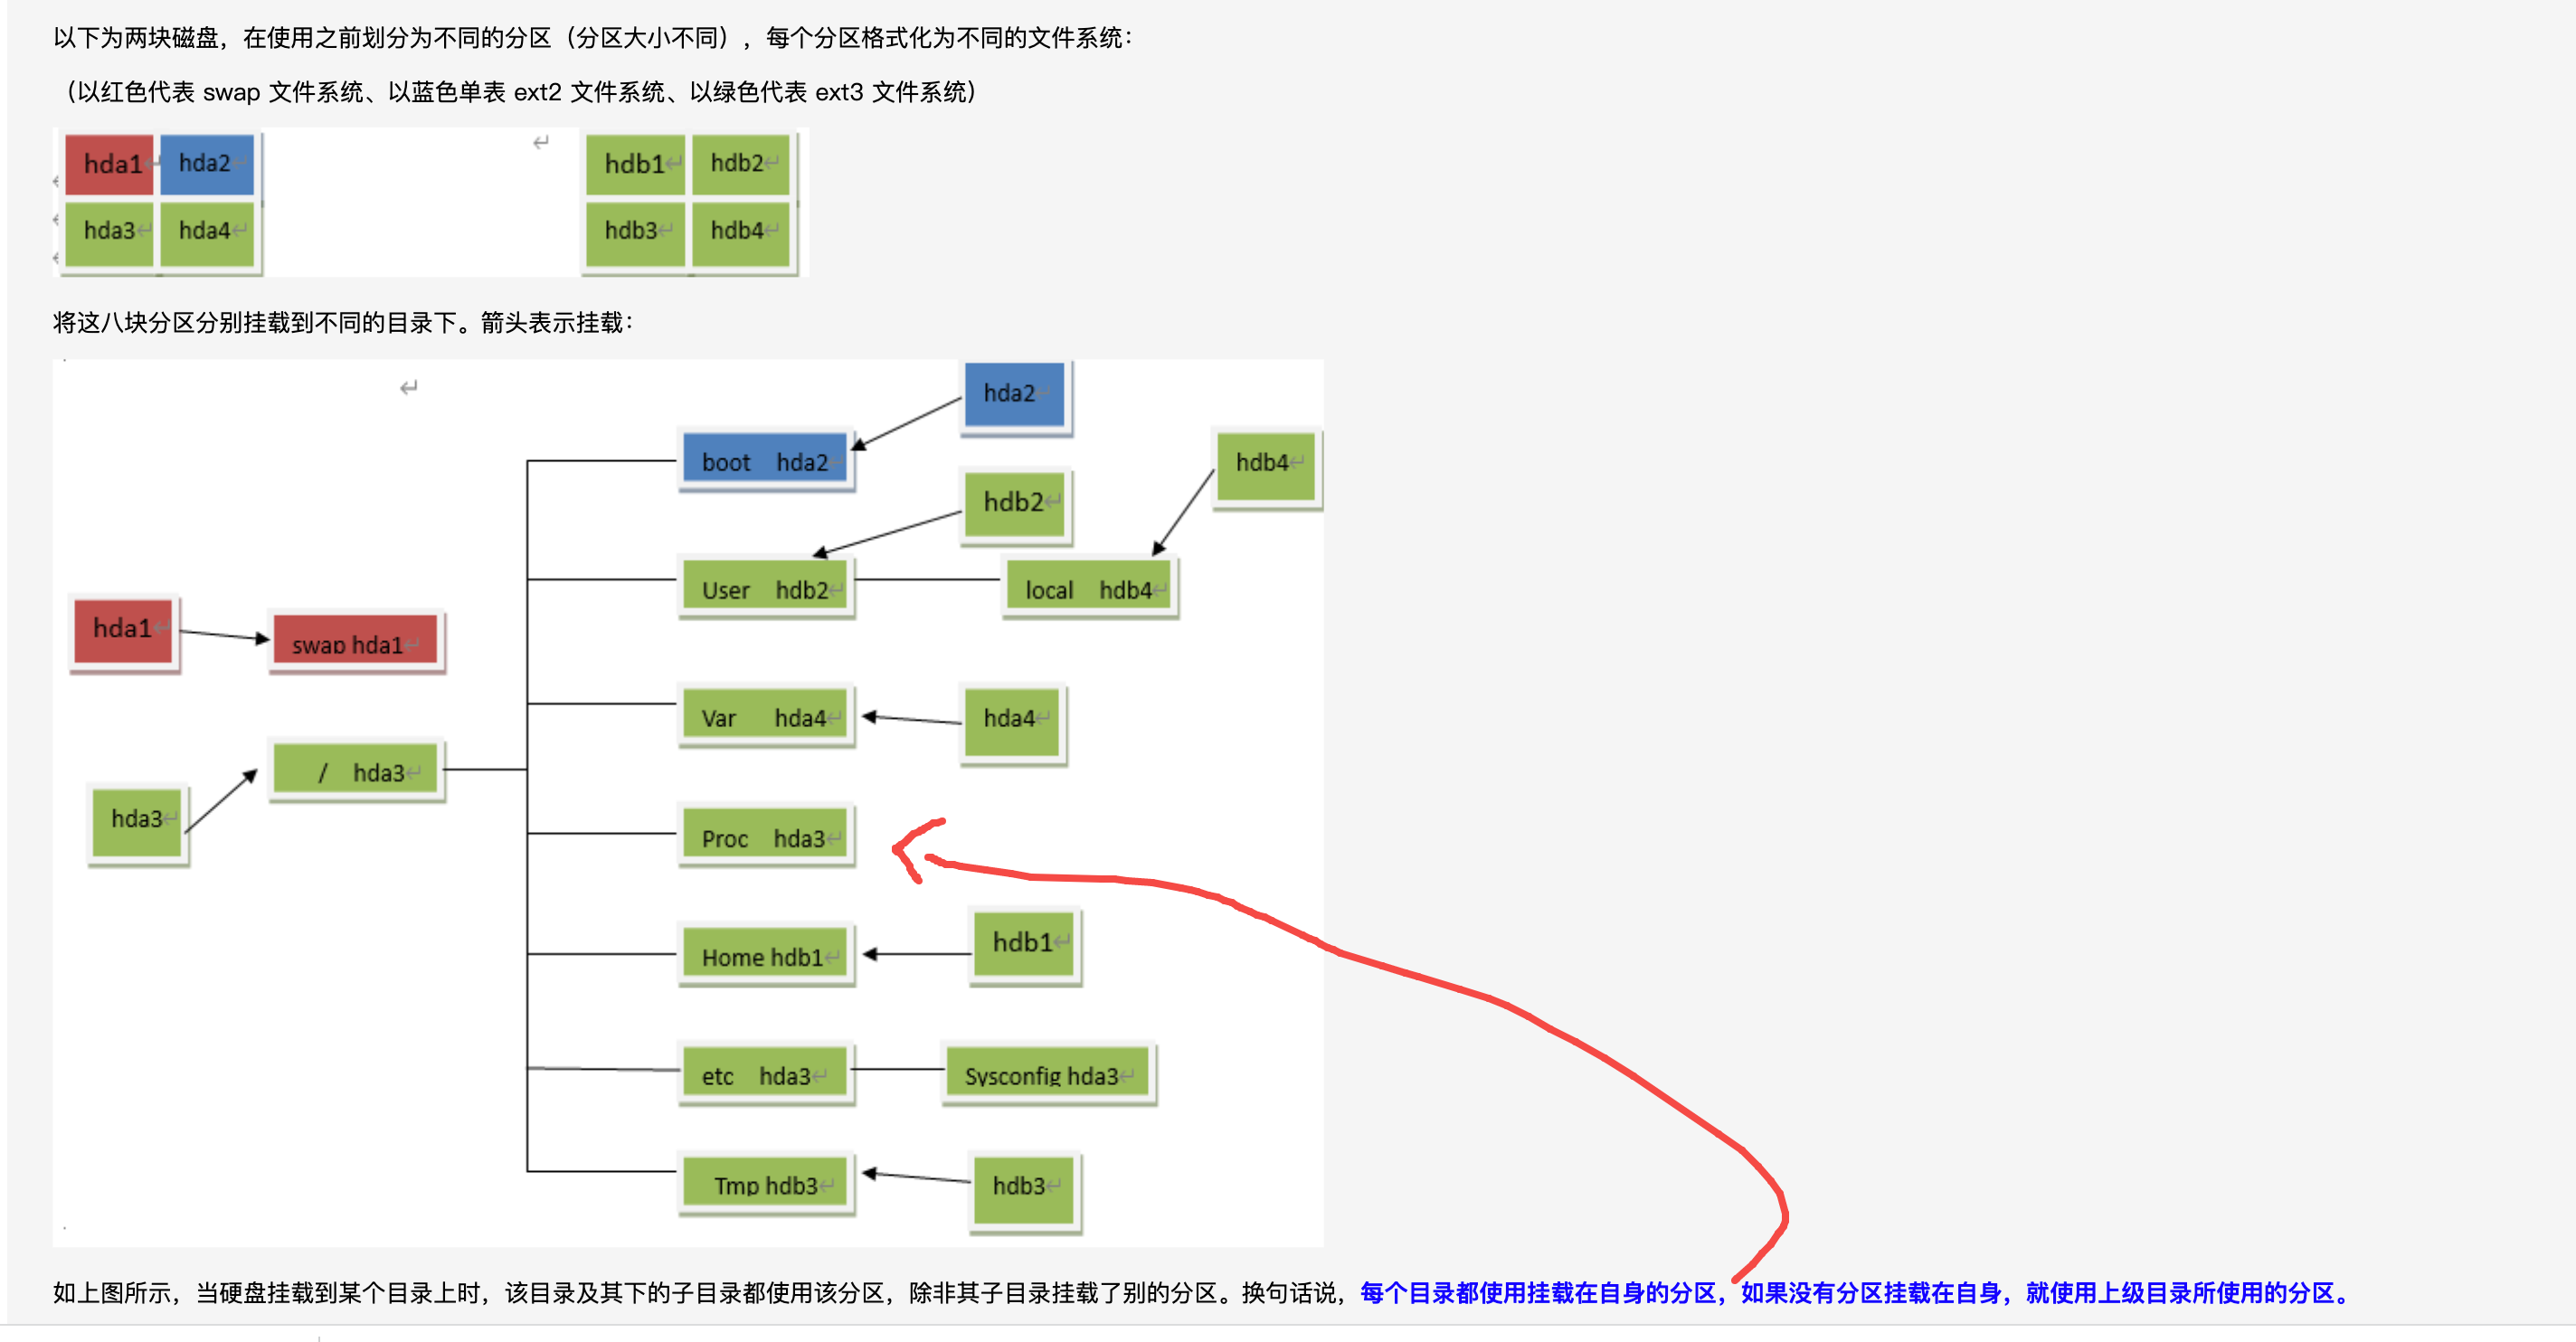 以下为两块磁盘，在使用之前划分为不同的分区（分区大小不同），每个分区格式化为不同的文件系统：
（以红色代表 swap 文件系统、以蓝色单表 ext2 文件系统、以绿色代表 ext3 文件系统）
hda1 hda2 hdb1 hdb2
hda3 hda4 hdb3 hdb4
将这八块分区分别挂载到不同的目录下。箭头表示挂载：
hda2
boot hda2
hdb4
hdb2
User hdb2
local hdb4
hda1
swap hda1
Var hda4
hda4
/ hda3
hda3
Proc hda3
Home hdb1
hdb1
etc hda3
Sysconfig hda3
Tmp hdb3
hdb3
如上图所示，当硬盘挂载到某个目录上时，该目录及其下的子目录都使用该分区，除非其子目录挂载了别的分区。换句话说，每个目录都使用挂载在自身的分区，如果没有分区挂载在自身，就使用上级目录所使用的分区。